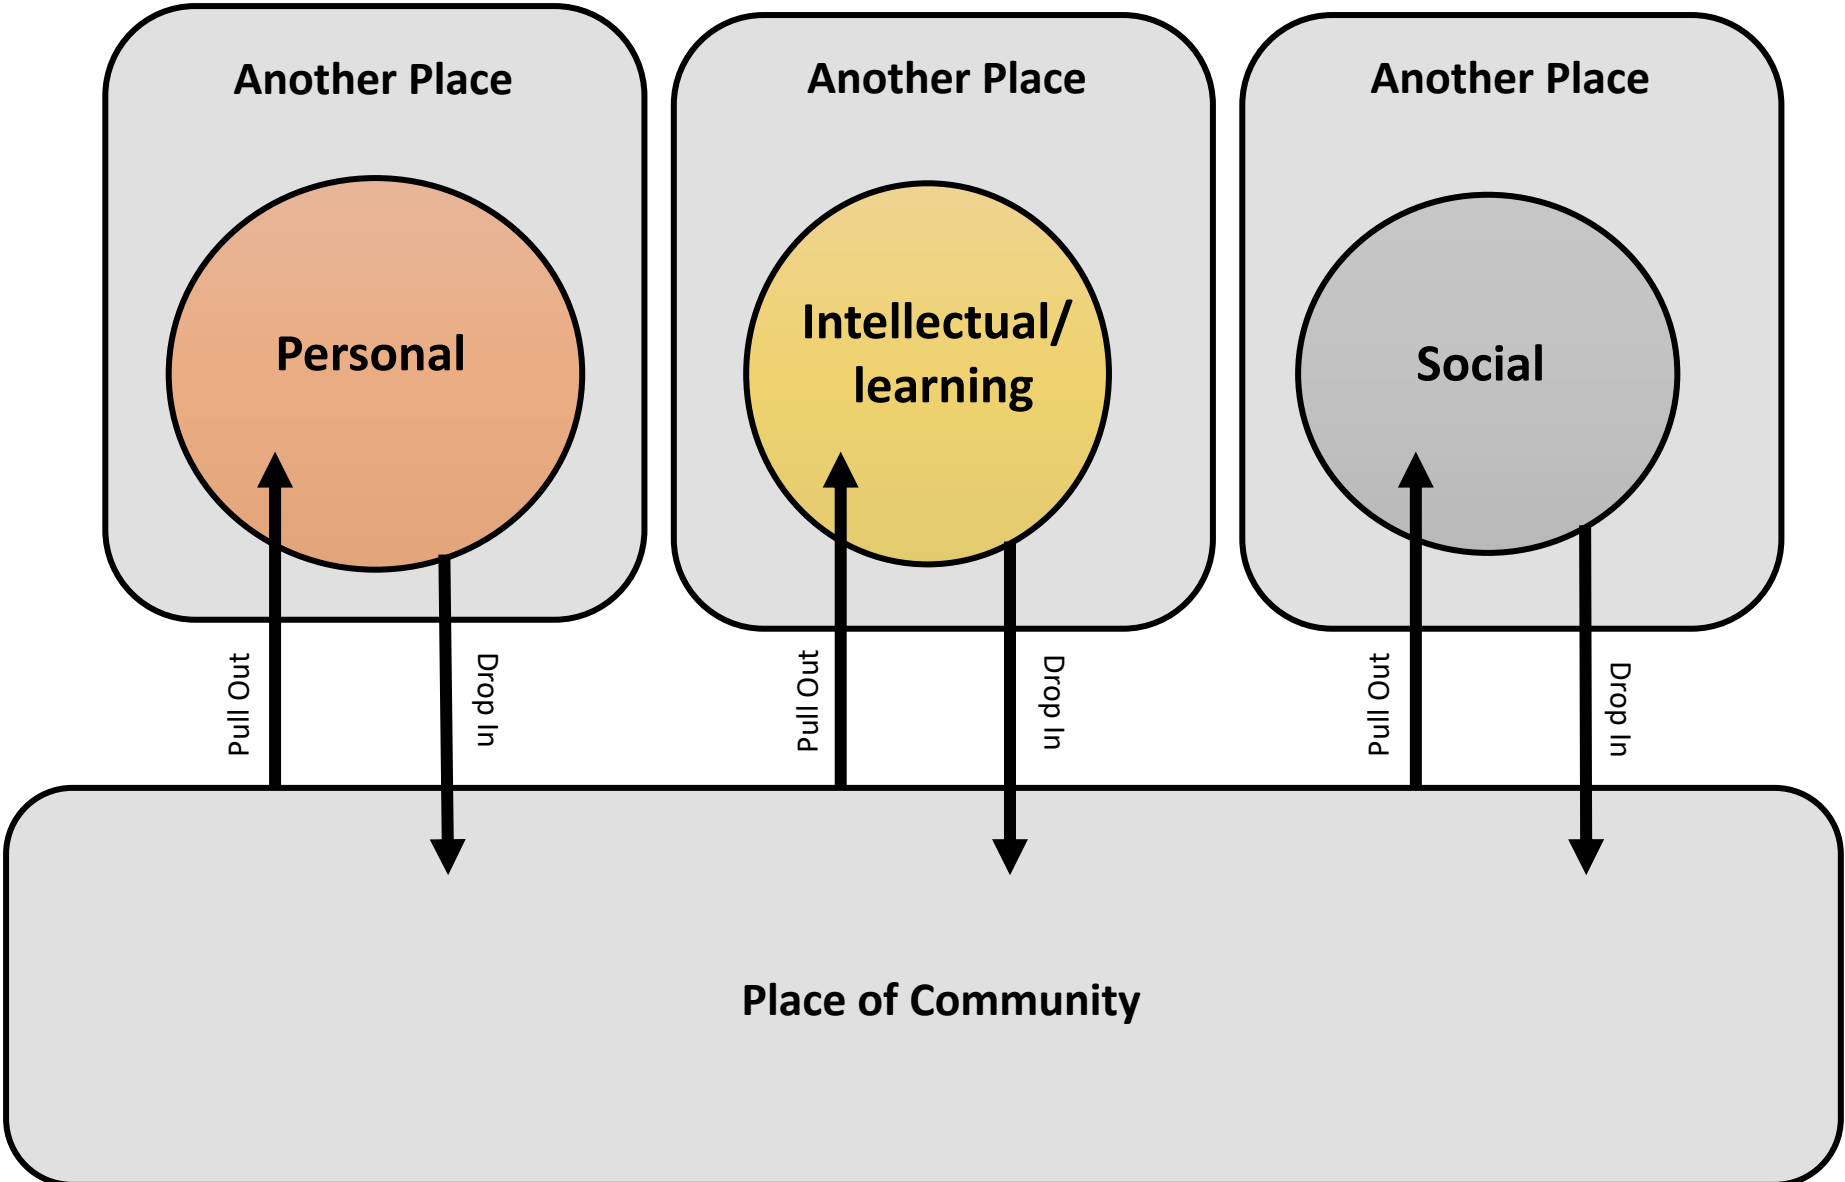 Another Place
Another Place
Another Place
Personal
Intellectual/
learning
Social
Pull Out
Drop In
Pull Out
Drop In
Pull Out
Drop In
Place of Community